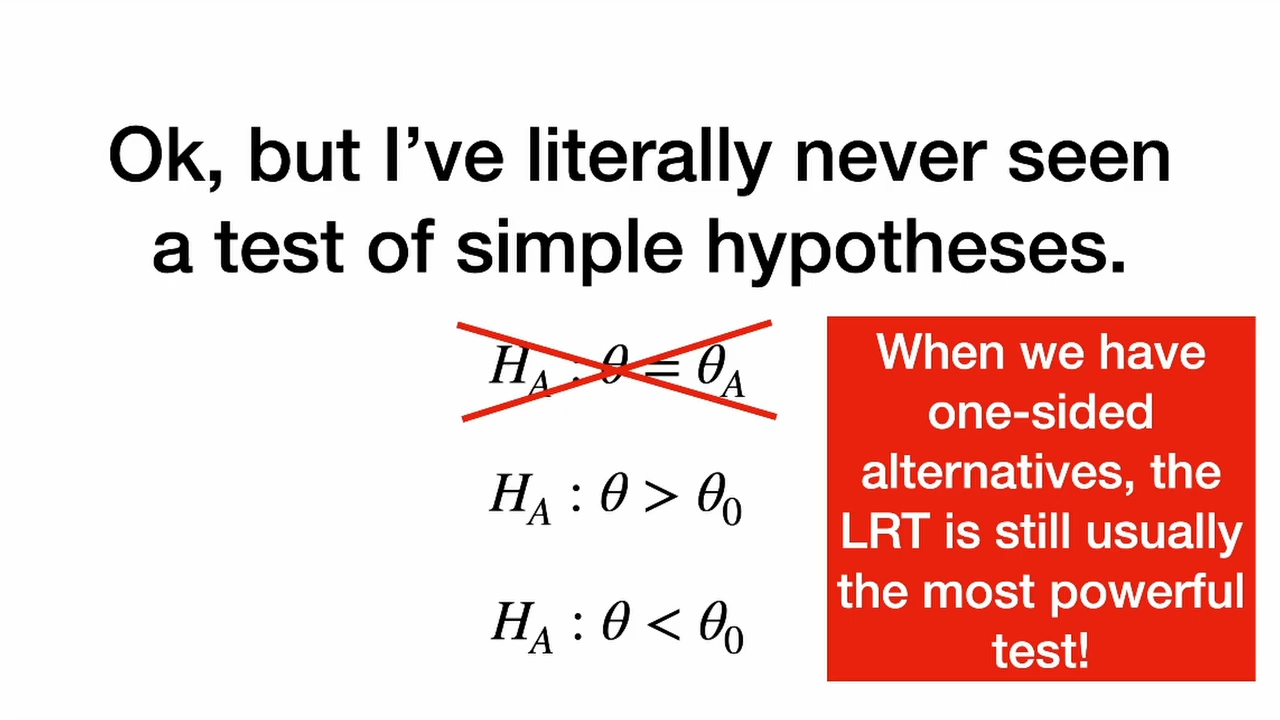 Ok, but I’ve literally never seen
a test of simple hypotheses.
H_A : θ = θ_A
H_A : θ > θ_0
H_A : θ < θ_0
When we have
one-sided
alternatives, the
LRT is still usually
the most powerful
test!